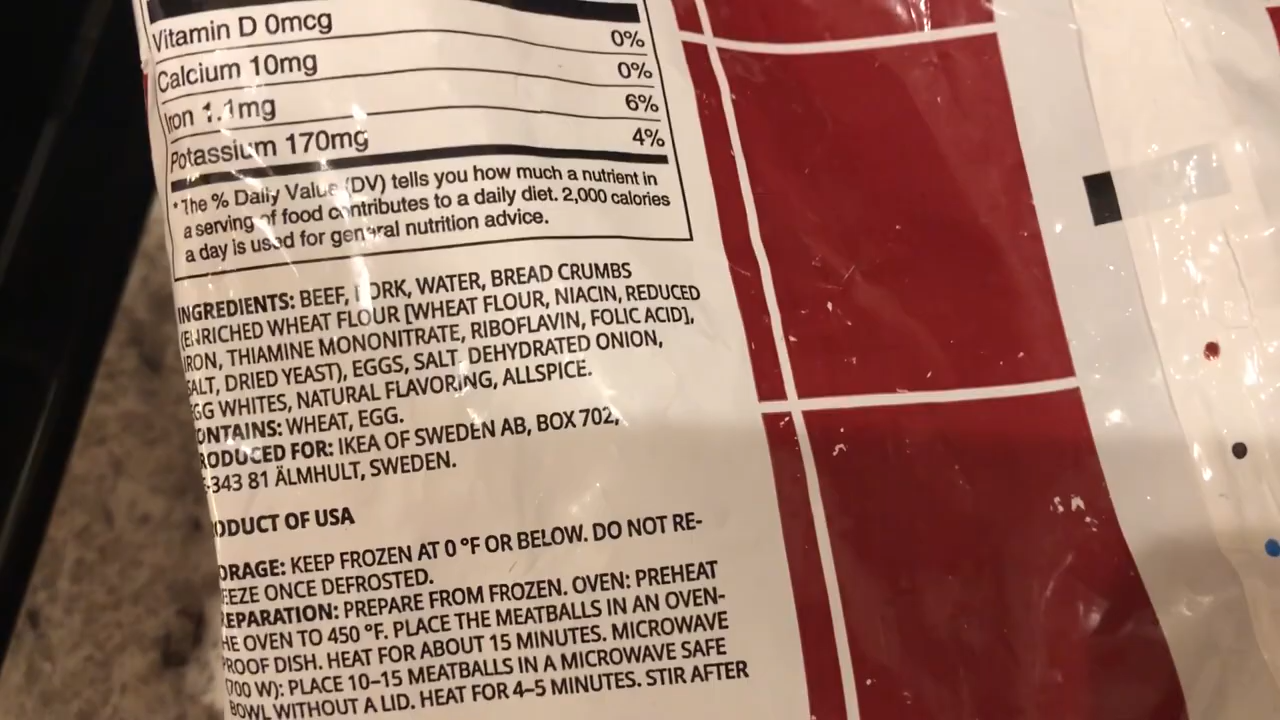 Vitamin D 0mcg 0%
Calcium 10mg 0%
Iron 1.1mg 6%
Potassium 170mg 4%
* The % Daily Value (DV) tells you how much a nutrient in
a serving of food contributes to a daily diet. 2,000 calories
a day is used for general nutrition advice.
INGREDIENTS: BEEF, PORK, WATER, BREAD CRUMBS
(ENRICHED WHEAT FLOUR [WHEAT FLOUR, NIACIN, REDUCED
IRON, THIAMINE MONONITRATE, RIBOFLAVIN, FOLIC ACID],
SALT, DRIED YEAST), EGGS, SALT, DEHYDRATED ONION,
EGG WHITES, NATURAL FLAVORING, ALLSPICE.
ONTAINS: WHEAT, EGG.
RODUCED FOR: IKEA OF SWEDEN AB, BOX 702,
-343 81 ÄLMHULT, SWEDEN.
ODUCT OF USA
ORAGE: KEEP FROZEN AT 0 °F OR BELOW. DO NOT RE-
EEZE ONCE DEFROSTED.
EPARATION: PREPARE FROM FROZEN. OVEN: PREHEAT
HE OVEN TO 450 °F. PLACE THE MEATBALLS IN AN OVEN-
PROOF DISH. HEAT FOR ABOUT 15 MINUTES. MICROWAVE
(700 W): PLACE 10–15 MEATBALLS IN A MICROWAVE SAFE
BOWL WITHOUT A LID. HEAT FOR 4–5 MINUTES. STIR AFTER